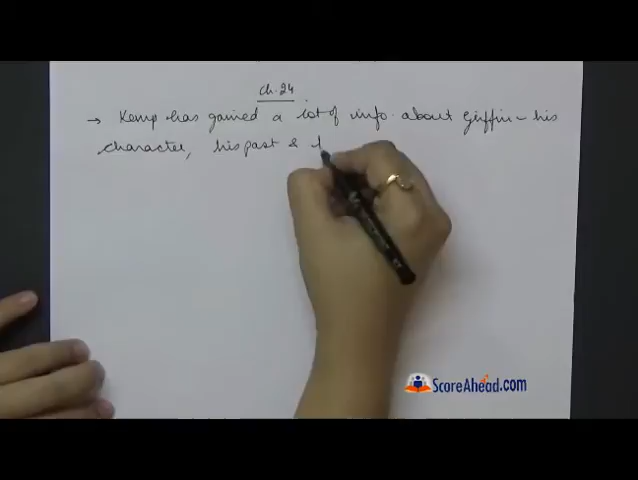 Ch. 24
→ Kemp has gained a lot of info. about Griffin – his
character, his past &
ScoreAhead.com